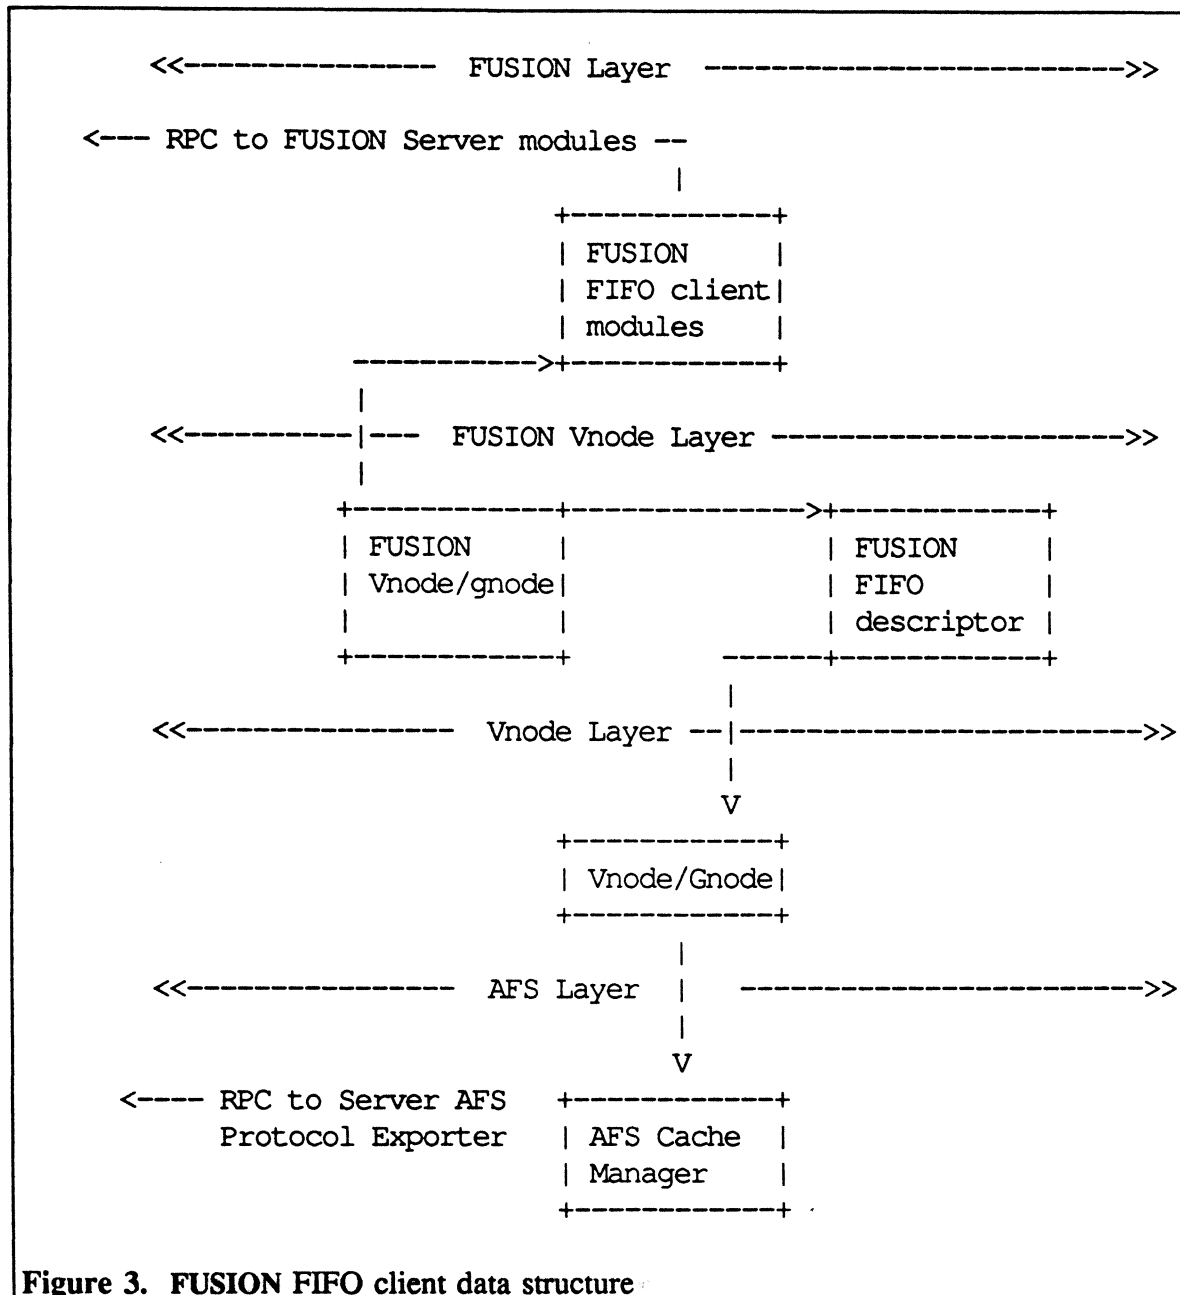 <<--------------- FUSION Layer -------------------------->>
<--- RPC to FUSION Server modules --
|
+------------+
| FUSION |
| FIFO client|
| modules |
----------->+------------+
|
<<----------|--- FUSION Vnode Layer ---------------------->>
|
+-------------+-------------->+-------------+
| FUSION | | FUSION |
| Vnode/gnode| | FIFO |
| | | descriptor |
+-------------+ ------+-------------+
|
<<---------------- Vnode Layer --|------------------------->>
|
V
+------------+
| Vnode/Gnode|
+------------+
|
<<---------------- AFS Layer | ------------------------->>
|
V
<---- RPC to Server AFS +------------+
Protocol Exporter | AFS Cache |
| Manager |
+------------+
Figure 3. FUSION FIFO client data structure